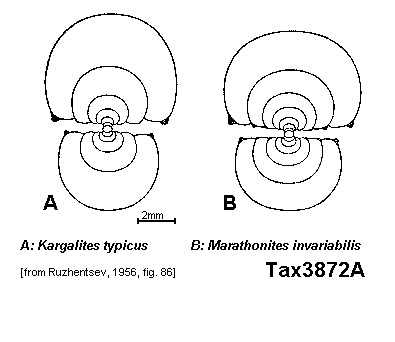 A
B
2mm
A: Kargalites typicus B: Marathonites invariabilis
[from Ruzhentsev, 1956, fig. 86]
Tax3872A